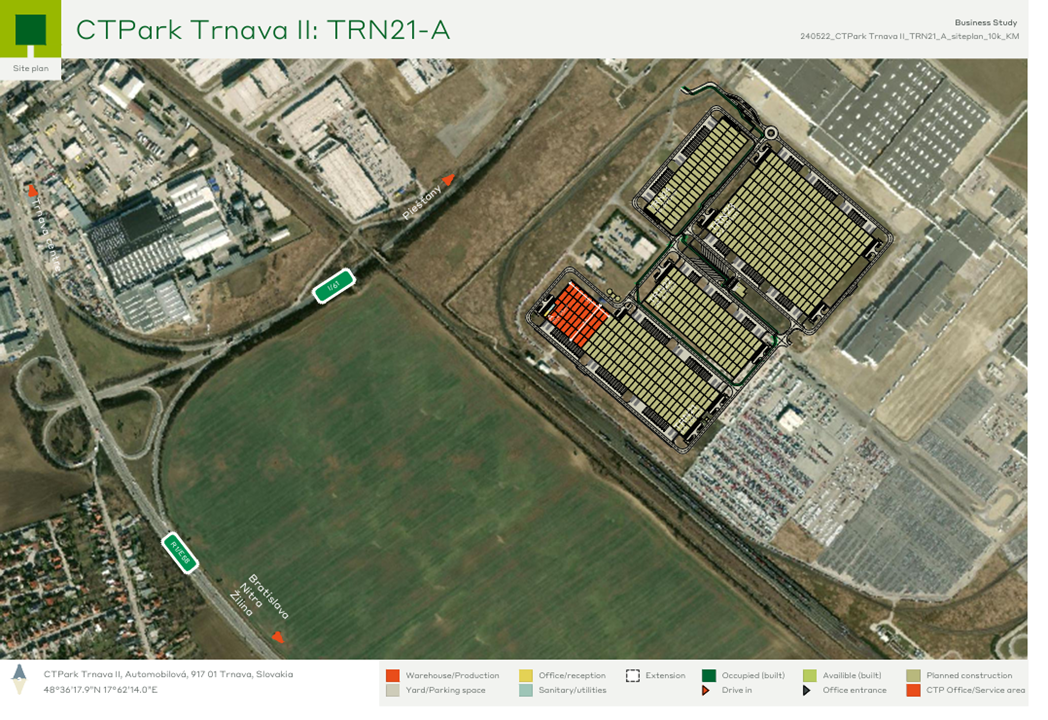 CTPark Trnava II: TRN21-A
Business Study
240522_CTPark Trnava II_TRN21_A_siteplan_10k_KM
Site plan
Piešťany
I/61
R1/E58
Bratislava
Nitra
Žilina
CTPark Trnava II, Automobilová, 917 01 Trnava, Slovakia
48°36'17.9"N 17°62'14.0"E
Warehouse/Production
Office/reception
Extension
Occupied (built)
Availible (built)
Planned construction
Yard/Parking space
Sanitary/utilities
Drive in
Office entrance
CTP Office/Service area